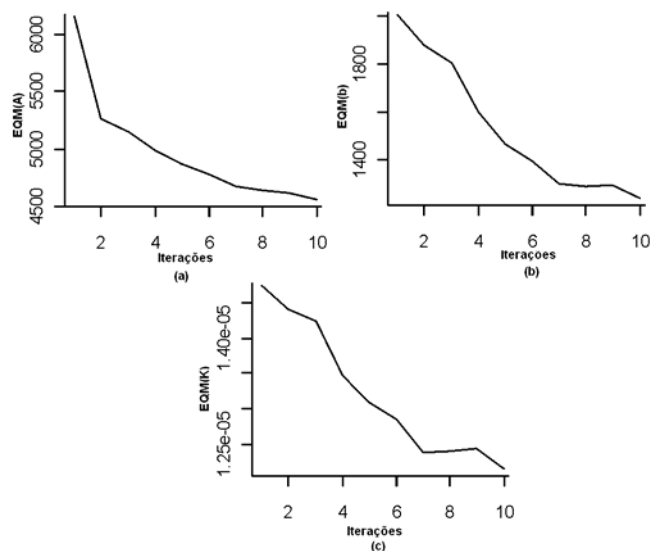 EQM(A)
6000
5500
5000
4500
2 4 6 8 10
Iterações
(a)
EQM(b)
1800
1400
2 4 6 8 10
Iterações
(b)
EQM(K)
1.40e-05
1.25e-05
2 4 6 8 10
Iterações
(c)